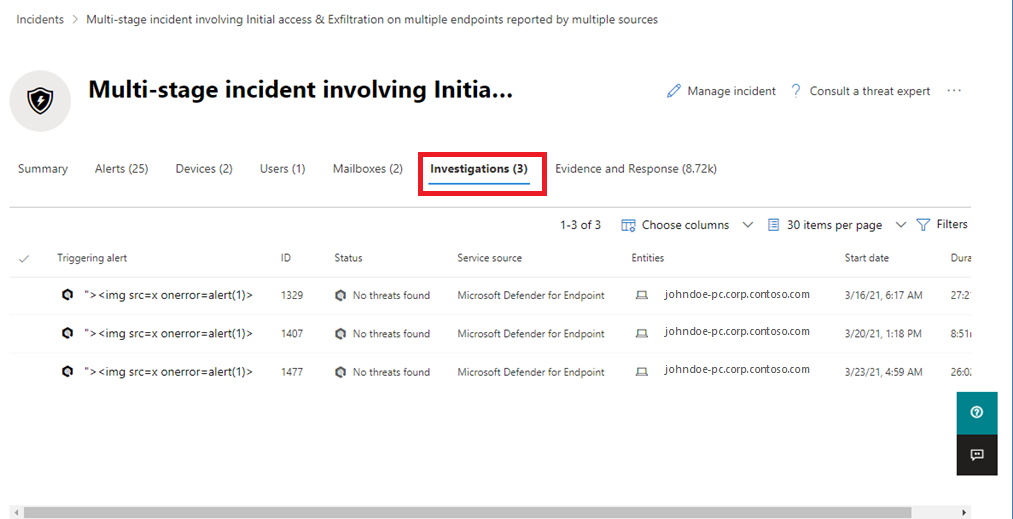 Incidents > Multi-stage incident involving Initial access & Exfiltration on multiple endpoints reported by multiple sources
Multi-stage incident involving Initia...
Manage incident ? Consult a threat expert ...
Summary Alerts (25) Devices (2) Users (1) Mailboxes (2) Investigations (3) Evidence and Response (8.72k)
1-3 of 3 Choose columns 30 items per page Filters
Triggering alert ID Status Service source Entities Start date Dura
"><img src=x onerror=alert(1)> 1329 No threats found Microsoft Defender for Endpoint johndoe-pc.corp.contoso.com 3/16/21, 6:17 AM 27:2
"><img src=x onerror=alert(1)> 1407 No threats found Microsoft Defender for Endpoint johndoe-pc.corp.contoso.com 3/20/21, 1:18 PM 8:51
"><img src=x onerror=alert(1)> 1477 No threats found Microsoft Defender for Endpoint johndoe-pc.corp.contoso.com 3/23/21, 4:59 AM 26:0